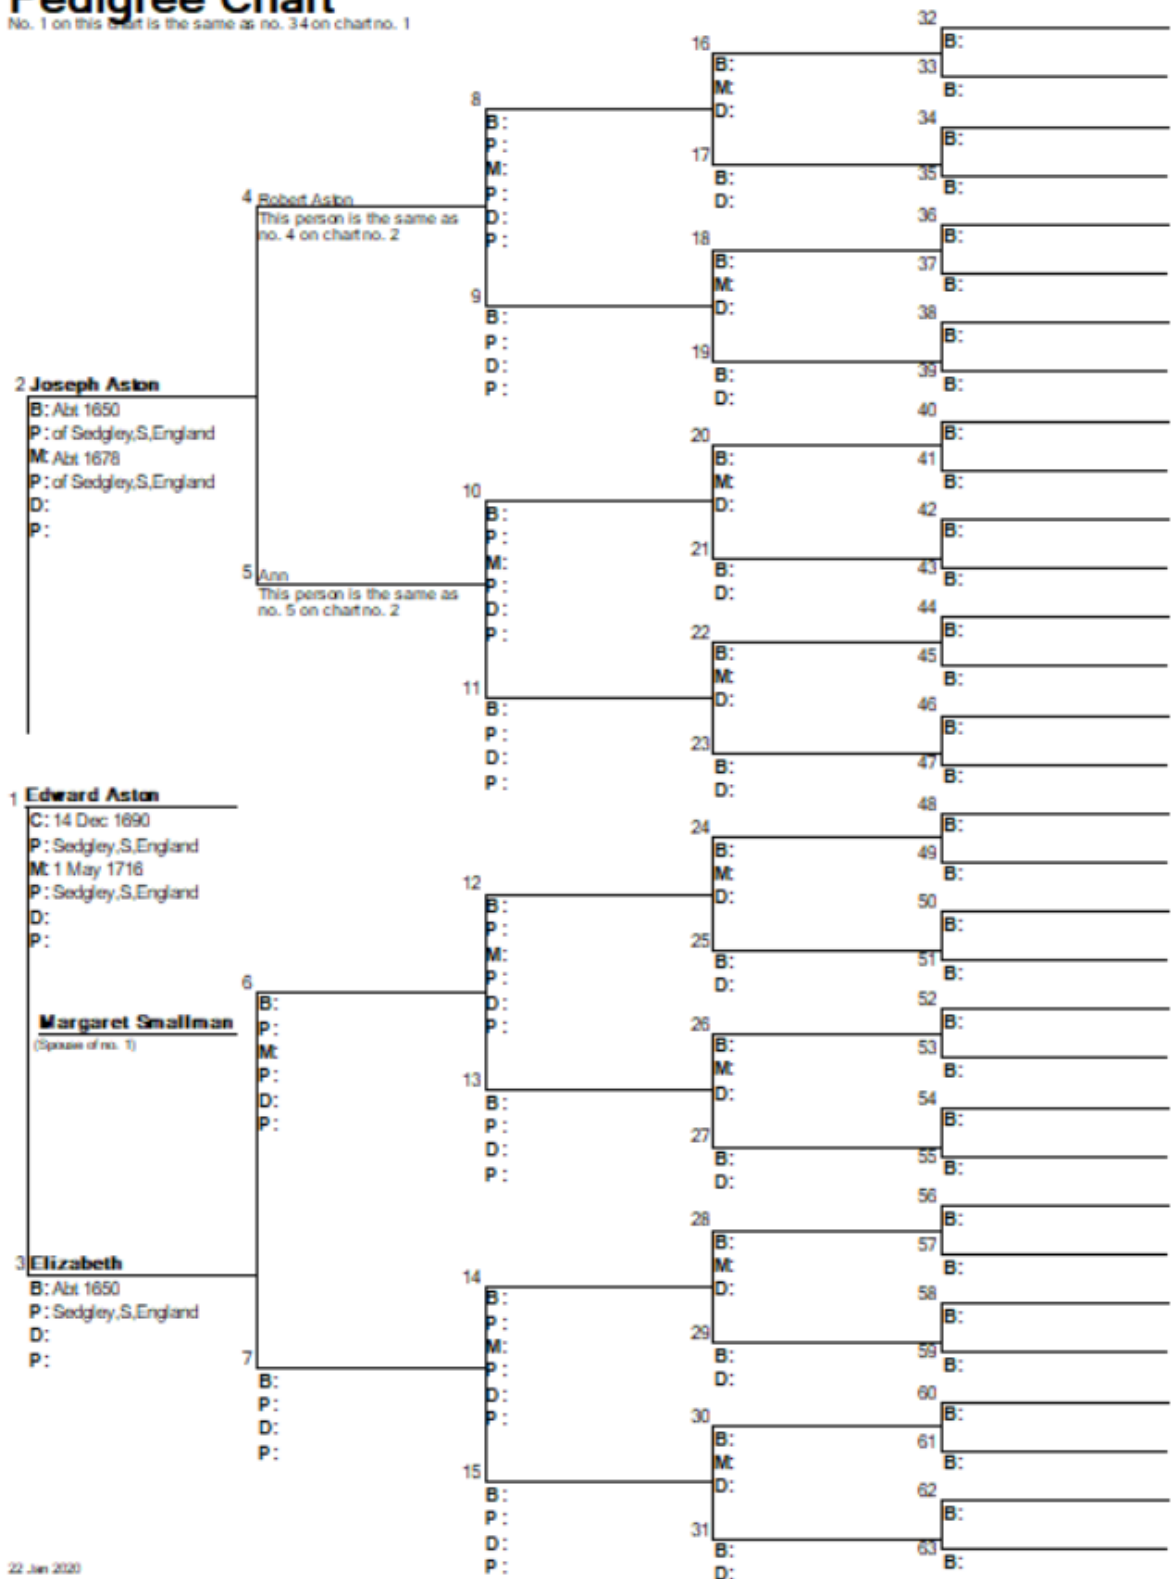 Pedigree Chart
No. 1 on this chart is the same as no. 34 on chart no. 1
2 Joseph Aston
B: Abt 1650
P: of Sedgley,S,England
M: Abt 1678
P: of Sedgley,S,England
D:
P:
1 Edward Aston
C: 14 Dec 1690
P: Sedgley,S,England
M: 1 May 1716
P: Sedgley,S,England
D:
P:
Margaret Smallman
(Spouse of no. 1)
3 Elizabeth
B: Abt 1650
P: Sedgley,S,England
D:
P:
4 Robert Aston
This person is the same as
no. 4 on chart no. 2
5 Ann
This person is the same as
no. 5 on chart no. 2
6
B:
P:
M:
P:
D:
P:
7
B:
P:
D:
P:
8
B:
P:
M:
P:
D:
P:
9
B:
P:
D:
P:
10
B:
P:
M:
P:
D:
P:
11
B:
P:
D:
P:
12
B:
P:
M:
P:
D:
P:
13
B:
P:
D:
P:
14
B:
P:
M:
P:
D:
P:
15
B:
P:
D:
P:
16
B:
M:
D:
17
B:
D:
18
B:
M:
D:
19
B:
D:
20
B:
M:
D:
21
B:
D:
22
B:
M:
D:
23
B:
D:
24
B:
M:
D:
25
B:
D:
26
B:
M:
D:
27
B:
D:
28
B:
M:
D:
29
B:
D:
30
B:
M:
D:
31
B:
D:
32
B:
33
B:
34
B:
35
B:
36
B:
37
B:
38
B:
39
B:
40
B:
41
B:
42
B:
43
B:
44
B:
45
B:
46
B:
47
B:
48
B:
49
B:
50
B:
51
B:
52
B:
53
B:
54
B:
55
B:
56
B:
57
B:
58
B:
59
B:
60
B:
61
B:
62
B:
63
B:
22 Jan 2020